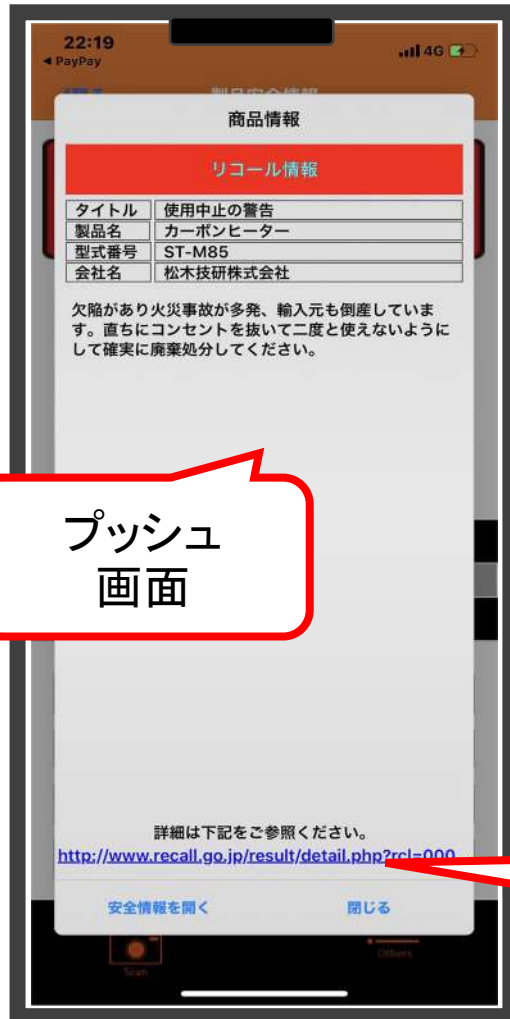 22:19
4G
◀ PayPay
製品安全情報
商品情報
リコール情報
タイトル 使用中止の警告
製品名 カーボンヒーター
型式番号 ST-M85
会社名 松木技研株式会社
欠陥があり火災事故が多発、輸入元も倒産していま
す。直ちにコンセントを抜いて二度と使えないように
して確実に廃棄処分してください。
プッシュ
画面
詳細は下記をご参照ください。
http://www.recall.go.jp/result/detail.php?rcl=000
安全情報を開く 閉じる
Scan Others